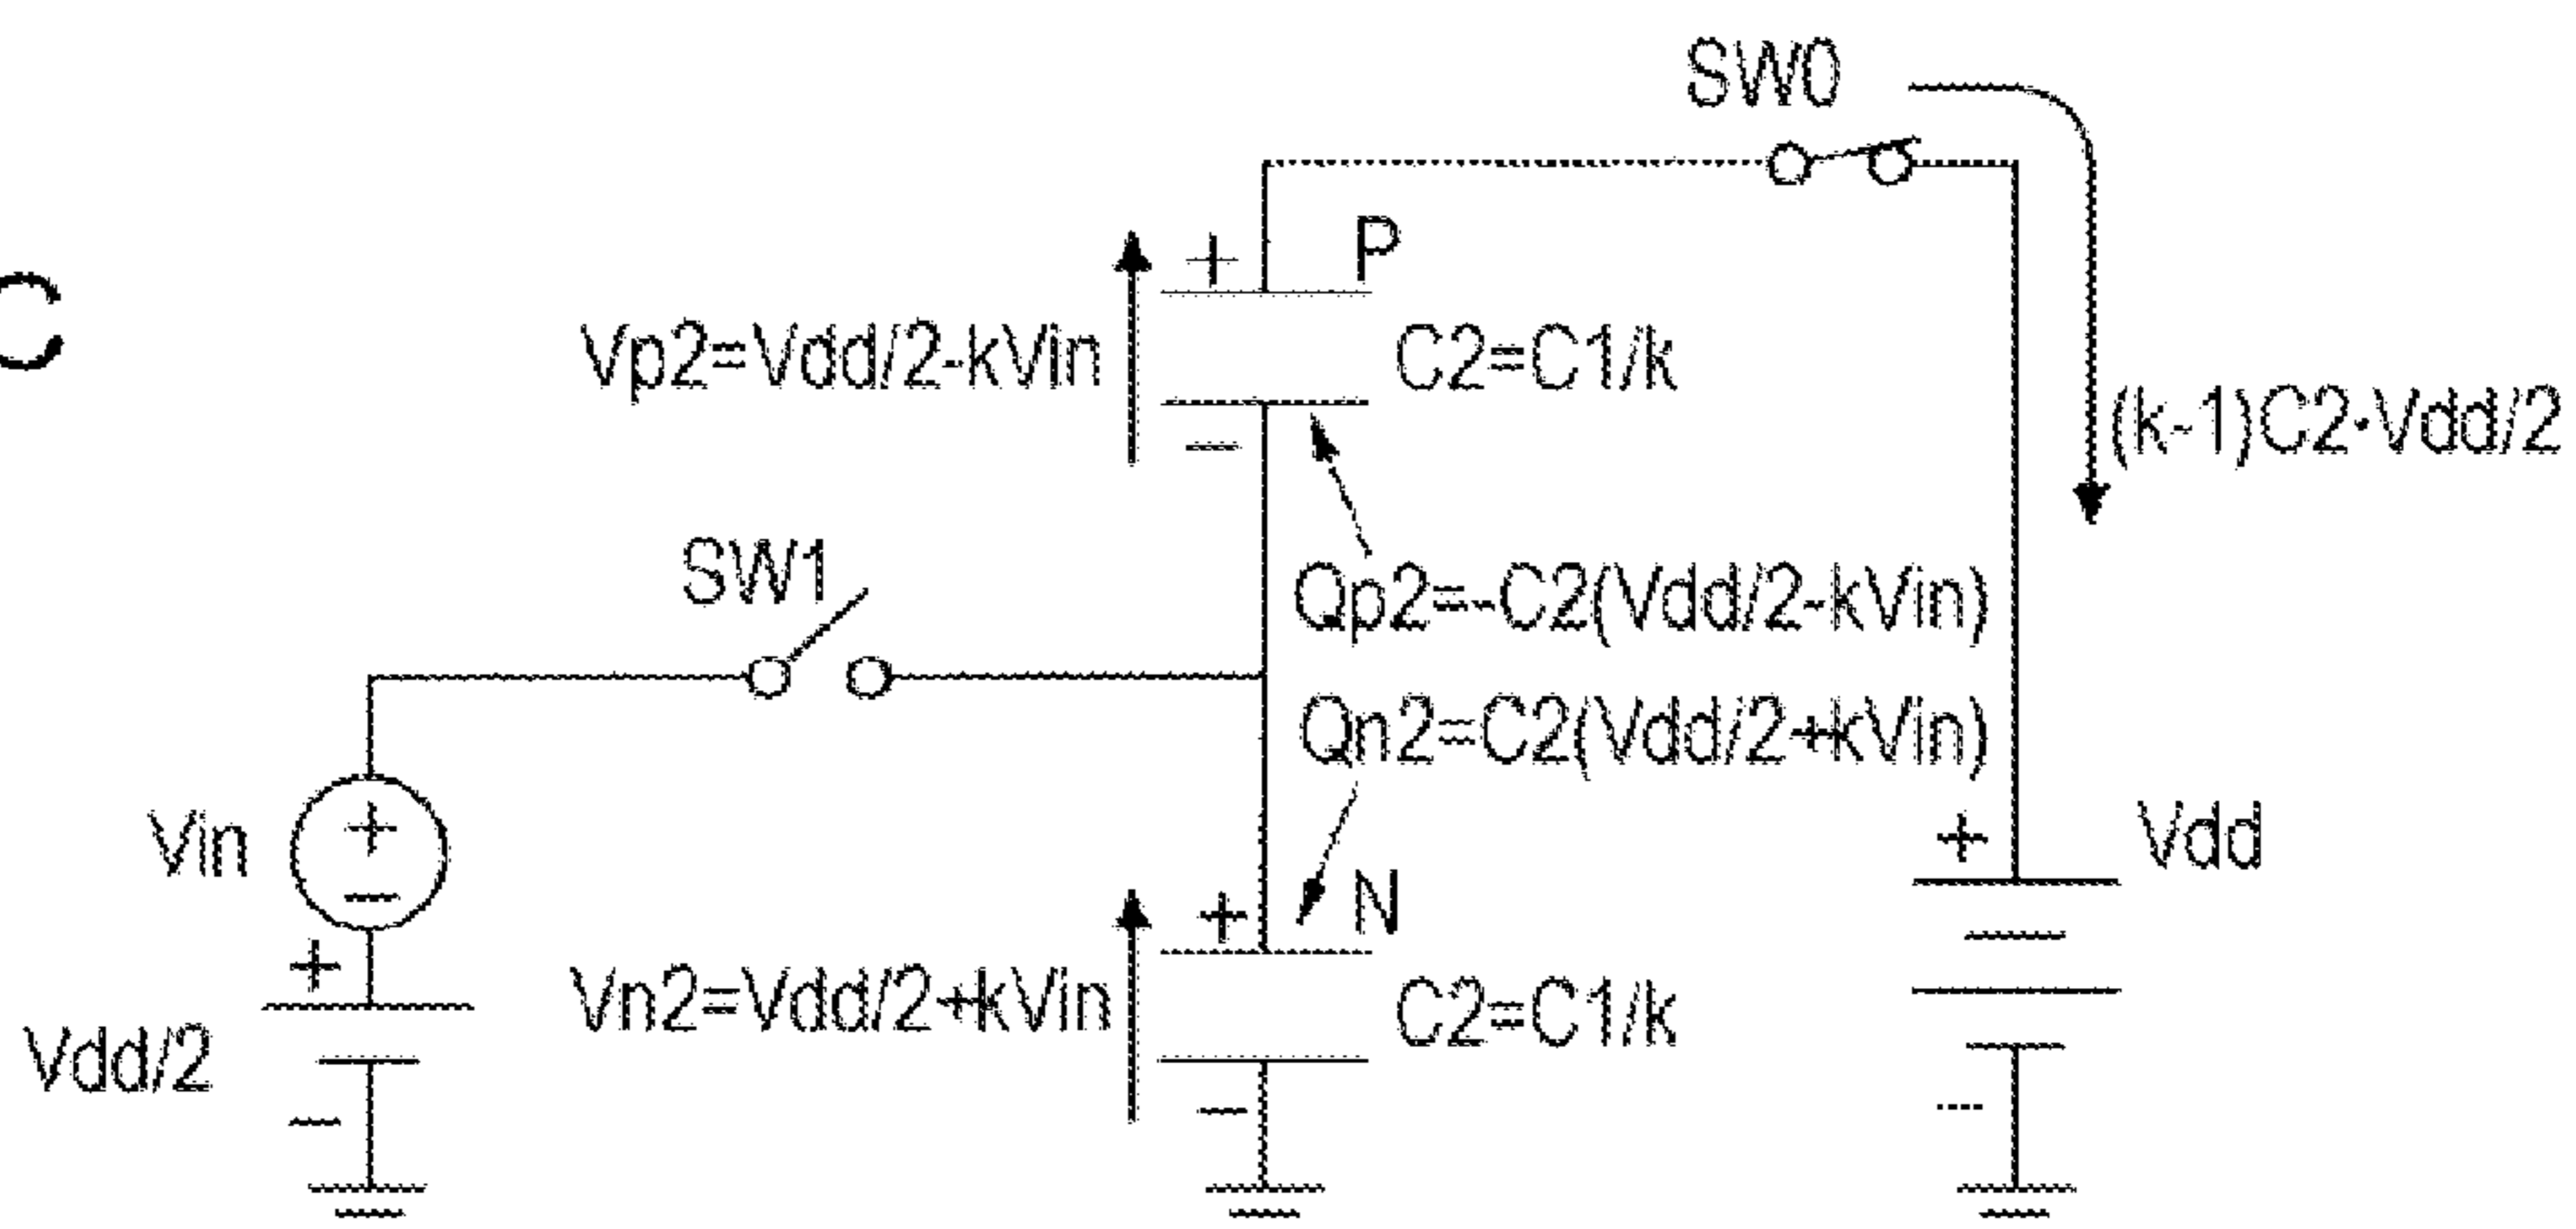 SW0
C
+ P
Vp2=Vdd/2-kVin
C2=C1/k
−
(k-1)C2·Vdd/2
SW1
Qp2=-C2(Vdd/2-kVin)
Qn2=C2(Vdd/2+kVin)
Vin
+
−
+ Vdd
+ N
+
Vn2=Vdd/2+kVin
C2=C1/k
Vdd/2
−
−
−